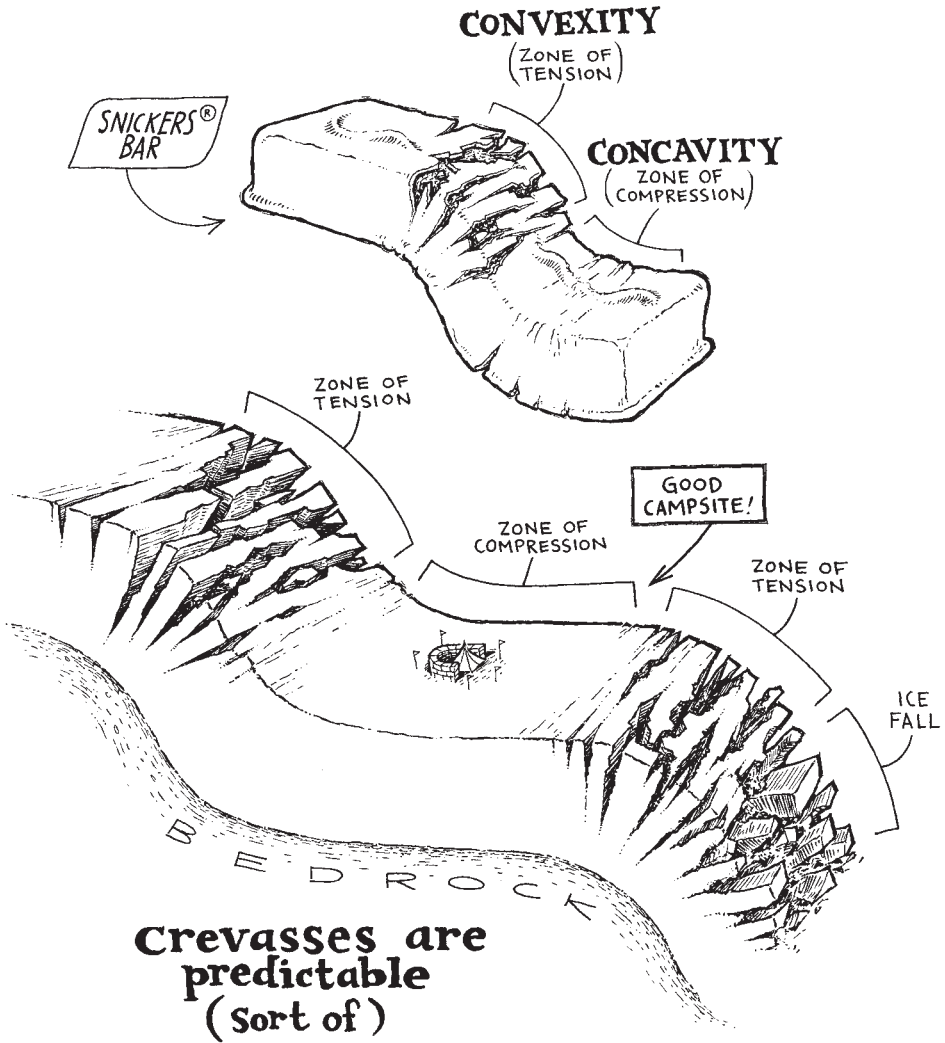 CONVEXITY
(ZONE OF
TENSION)
SNICKERS®
BAR
CONCAVITY
(ZONE OF
COMPRESSION)
ZONE OF
TENSION
GOOD
CAMPSITE!
ZONE OF
COMPRESSION
ZONE OF
TENSION
ICE
FALL
BEDROCK
Crevasses are
predictable
(sort of)